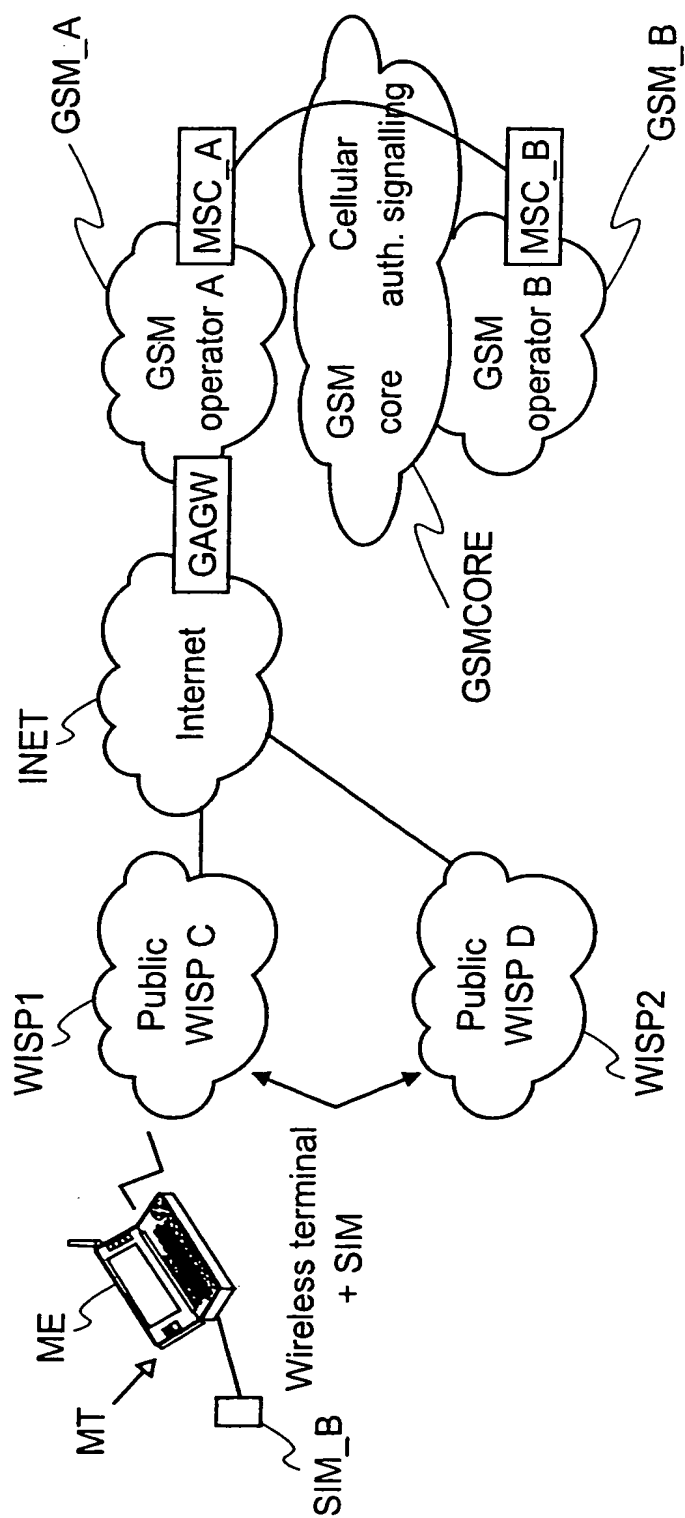 MT
ME
SIM_B
Wireless terminal
+ SIM
WISP1
Public
WISP C
Public
WISP D
WISP2
INET
Internet
GAGW
GSM
operator A
MSC_A
GSM_A
GSM
core
Cellular
auth. signalling
GSMCORE
GSM
operator B
MSC_B
GSM_B